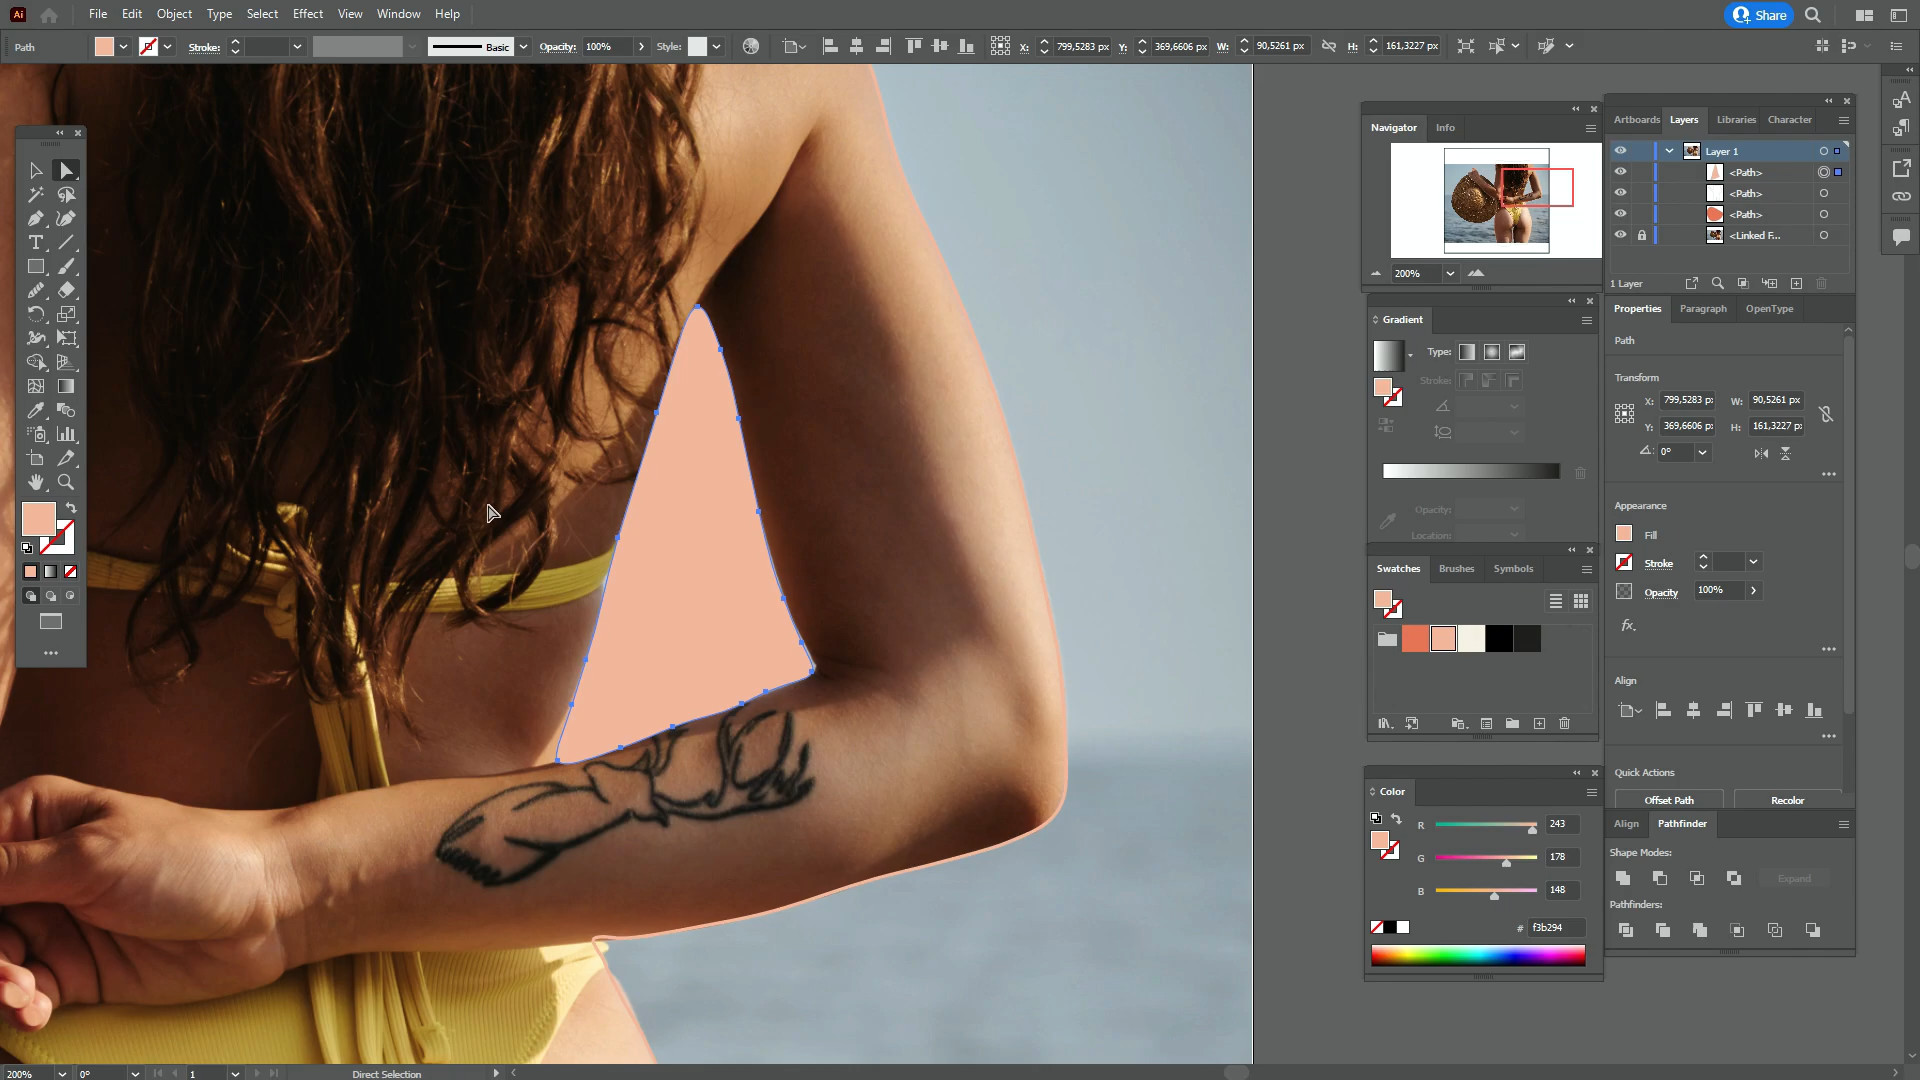 Ai File Edit Object Type Select Effect View Window Help Share
Path Stroke: Basic Opacity: 100% Style: X: 799,5283 px Y: 369,6606 px W: 90,5261 px H: 161,3227 px
Navigator Info
200%
Artboards Layers Libraries Character
Layer 1
<Path>
<Path>
<Path>
<Linked F...
1 Layer
Gradient
Type:
Stroke:
Opacity:
Location:
Properties Paragraph OpenType
Path
Transform
X: 799,5283 p W: 90,5261 px
Y: 369,6606 p H: 161,3227 p
0°
Appearance
Fill
Stroke
Opacity 100%
fx.
Align
Quick Actions
Offset Path Recolor
Swatches Brushes Symbols
Color
R 243
G 178
B 148
# f3b294
Align Pathfinder
Shape Modes:
Expand
Pathfinders:
200% 0° 1 Direct Selection